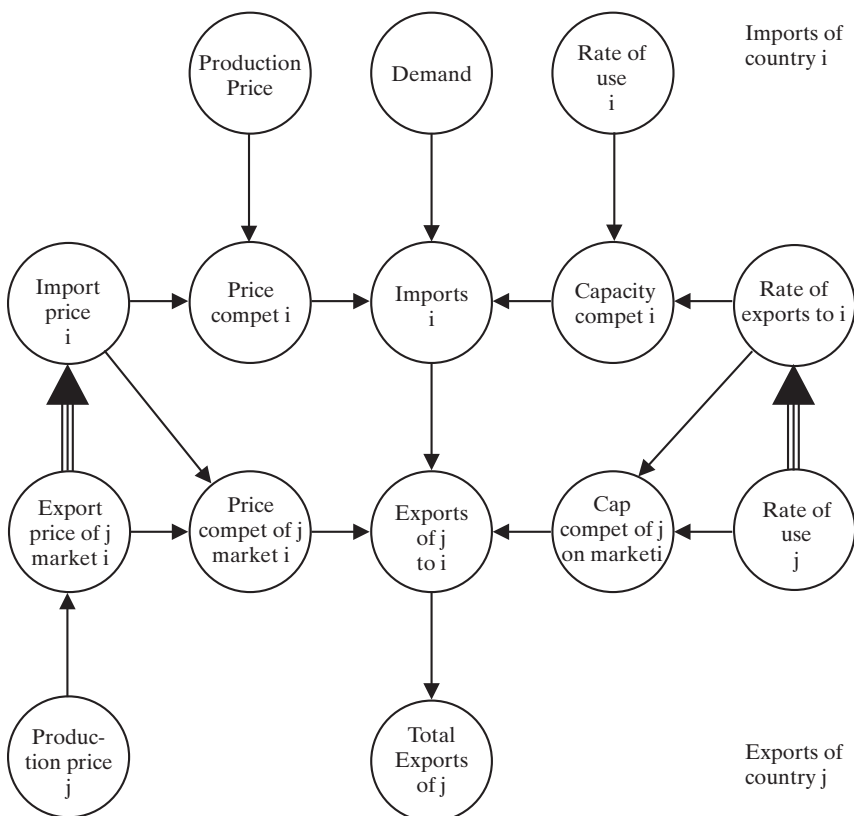 Production
Price
Demand
Rate of
use
i
Imports of
country i
Import
price
i
Price
compet i
Imports
i
Capacity
compet i
Rate of
exports to i
Export
price of j
market i
Price
compet of j
market i
Exports
of j
to i
Cap
compet of j
on marketi
Rate of
use
j
Produc-
tion price
j
Total
Exports
of j
Exports of
country j